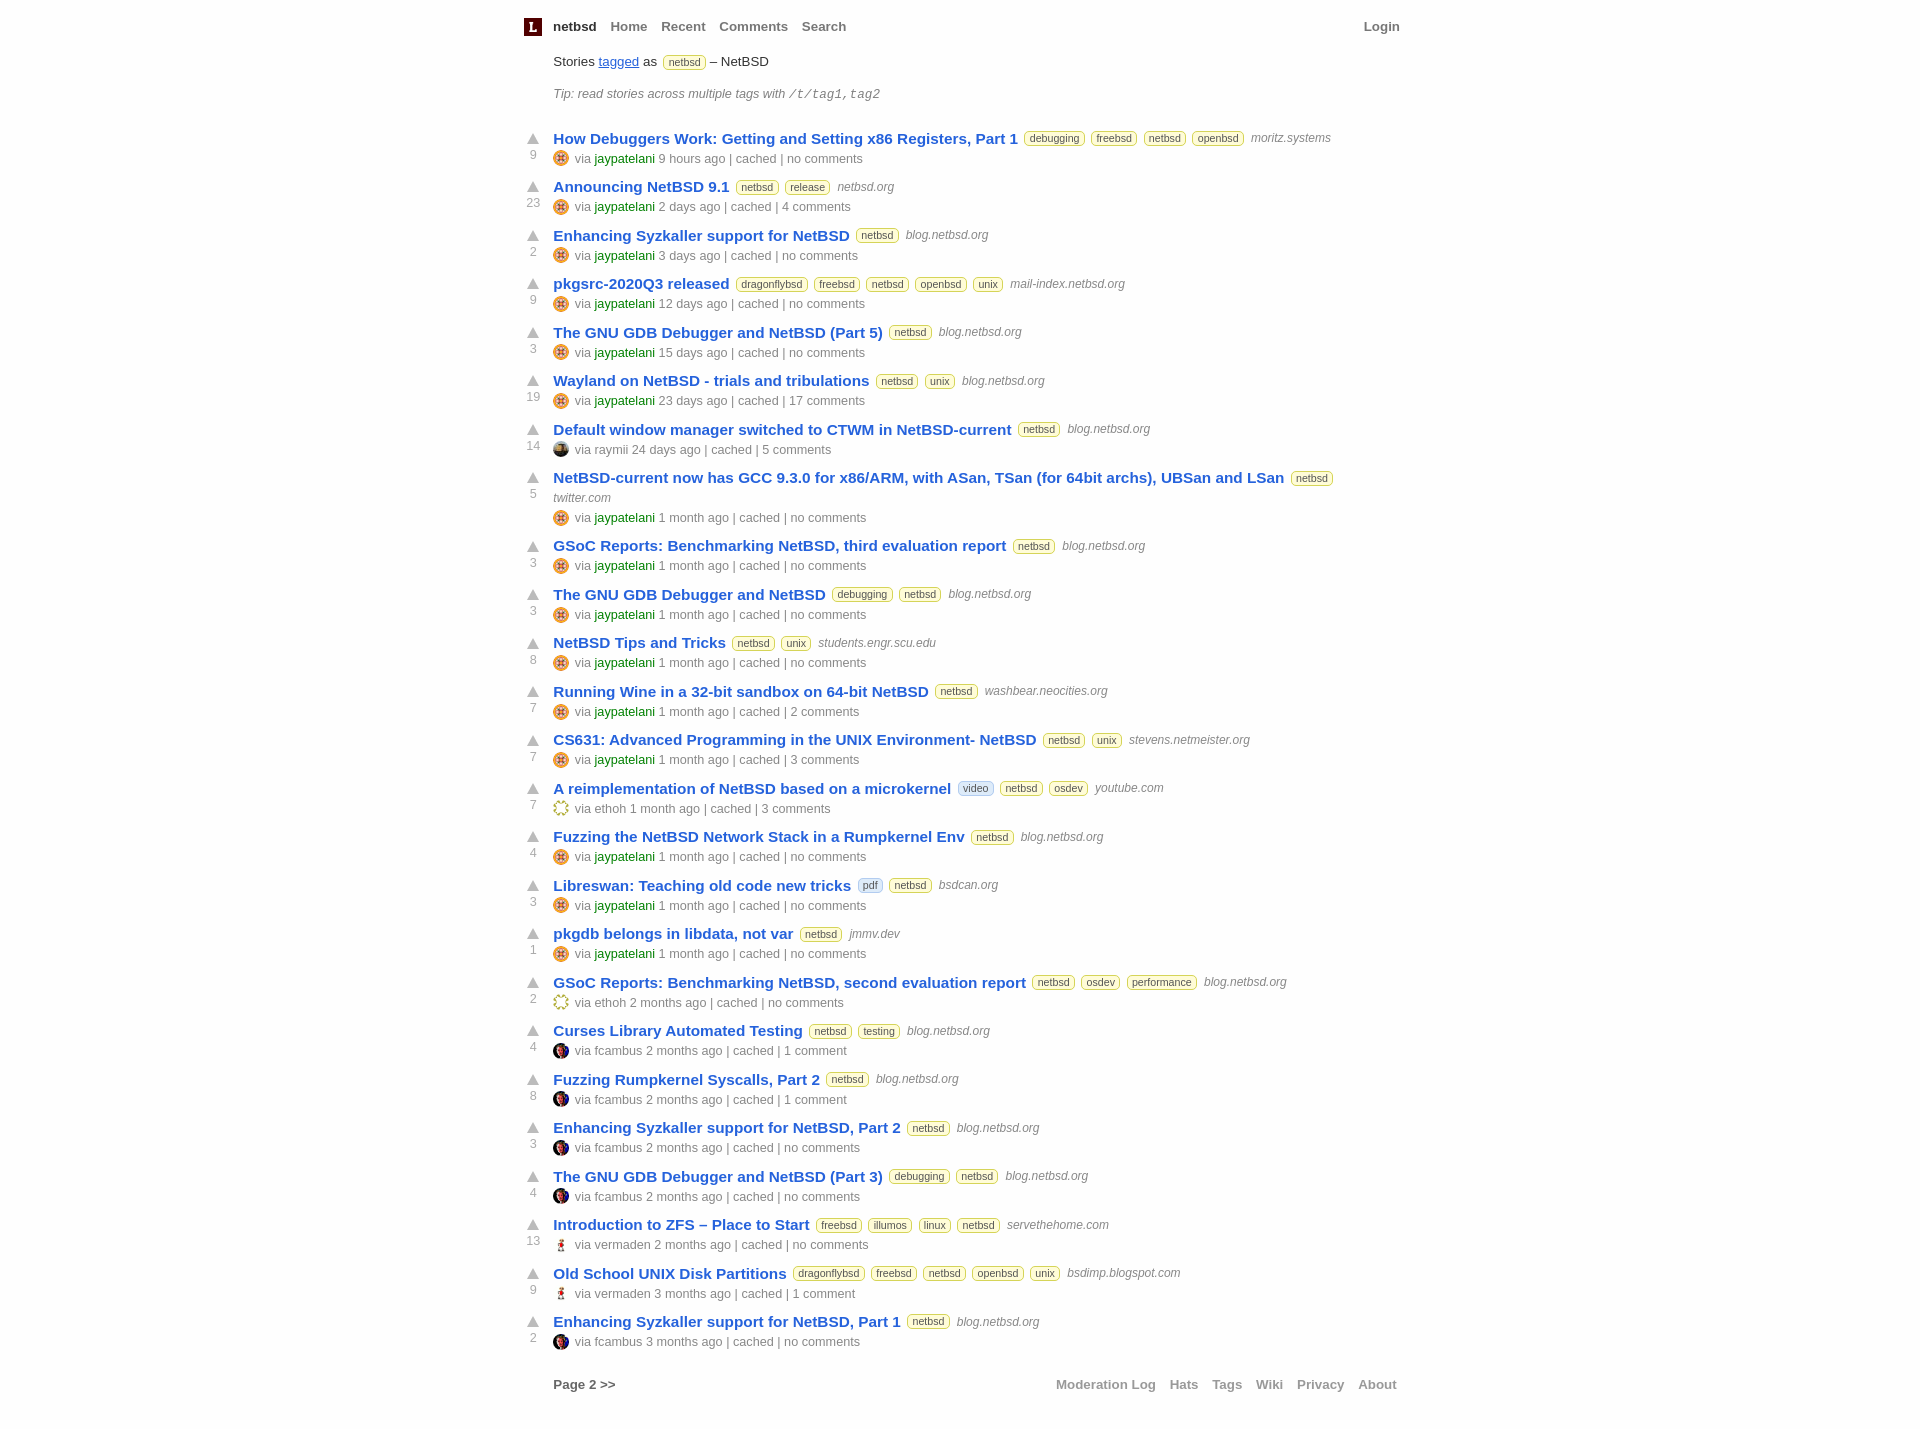 L netbsd Home Recent Comments Search Login
Stories tagged as netbsd – NetBSD
Tip: read stories across multiple tags with /t/tag1,tag2
How Debuggers Work: Getting and Setting x86 Registers, Part 1 debugging freebsd netbsd openbsd moritz.systems
9 via jaypatelani 9 hours ago | cached | no comments
Announcing NetBSD 9.1 netbsd release netbsd.org
23 via jaypatelani 2 days ago | cached | 4 comments
Enhancing Syzkaller support for NetBSD netbsd blog.netbsd.org
2 via jaypatelani 3 days ago | cached | no comments
pkgsrc-2020Q3 released dragonflybsd freebsd netbsd openbsd unix mail-index.netbsd.org
9 via jaypatelani 12 days ago | cached | no comments
The GNU GDB Debugger and NetBSD (Part 5) netbsd blog.netbsd.org
3 via jaypatelani 15 days ago | cached | no comments
Wayland on NetBSD - trials and tribulations netbsd unix blog.netbsd.org
19 via jaypatelani 23 days ago | cached | 17 comments
Default window manager switched to CTWM in NetBSD-current netbsd blog.netbsd.org
14 via raymii 24 days ago | cached | 5 comments
NetBSD-current now has GCC 9.3.0 for x86/ARM, with ASan, TSan (for 64bit archs), UBSan and LSan netbsd
5 twitter.com
via jaypatelani 1 month ago | cached | no comments
GSoC Reports: Benchmarking NetBSD, third evaluation report netbsd blog.netbsd.org
3 via jaypatelani 1 month ago | cached | no comments
The GNU GDB Debugger and NetBSD debugging netbsd blog.netbsd.org
3 via jaypatelani 1 month ago | cached | no comments
NetBSD Tips and Tricks netbsd unix students.engr.scu.edu
8 via jaypatelani 1 month ago | cached | no comments
Running Wine in a 32-bit sandbox on 64-bit NetBSD netbsd washbear.neocities.org
7 via jaypatelani 1 month ago | cached | 2 comments
CS631: Advanced Programming in the UNIX Environment- NetBSD netbsd unix stevens.netmeister.org
7 via jaypatelani 1 month ago | cached | 3 comments
A reimplementation of NetBSD based on a microkernel video netbsd osdev youtube.com
7 via ethoh 1 month ago | cached | 3 comments
Fuzzing the NetBSD Network Stack in a Rumpkernel Env netbsd blog.netbsd.org
4 via jaypatelani 1 month ago | cached | no comments
Libreswan: Teaching old code new tricks pdf netbsd bsdcan.org
3 via jaypatelani 1 month ago | cached | no comments
pkgdb belongs in libdata, not var netbsd jmmv.dev
1 via jaypatelani 1 month ago | cached | no comments
GSoC Reports: Benchmarking NetBSD, second evaluation report netbsd osdev performance blog.netbsd.org
2 via ethoh 2 months ago | cached | no comments
Curses Library Automated Testing netbsd testing blog.netbsd.org
4 via fcambus 2 months ago | cached | 1 comment
Fuzzing Rumpkernel Syscalls, Part 2 netbsd blog.netbsd.org
8 via fcambus 2 months ago | cached | 1 comment
Enhancing Syzkaller support for NetBSD, Part 2 netbsd blog.netbsd.org
3 via fcambus 2 months ago | cached | no comments
The GNU GDB Debugger and NetBSD (Part 3) debugging netbsd blog.netbsd.org
4 via fcambus 2 months ago | cached | no comments
Introduction to ZFS – Place to Start freebsd illumos linux netbsd servethehome.com
13 via vermaden 2 months ago | cached | no comments
Old School UNIX Disk Partitions dragonflybsd freebsd netbsd openbsd unix bsdimp.blogspot.com
9 via vermaden 3 months ago | cached | 1 comment
Enhancing Syzkaller support for NetBSD, Part 1 netbsd blog.netbsd.org
2 via fcambus 3 months ago | cached | no comments
Page 2 >> Moderation Log Hats Tags Wiki Privacy About